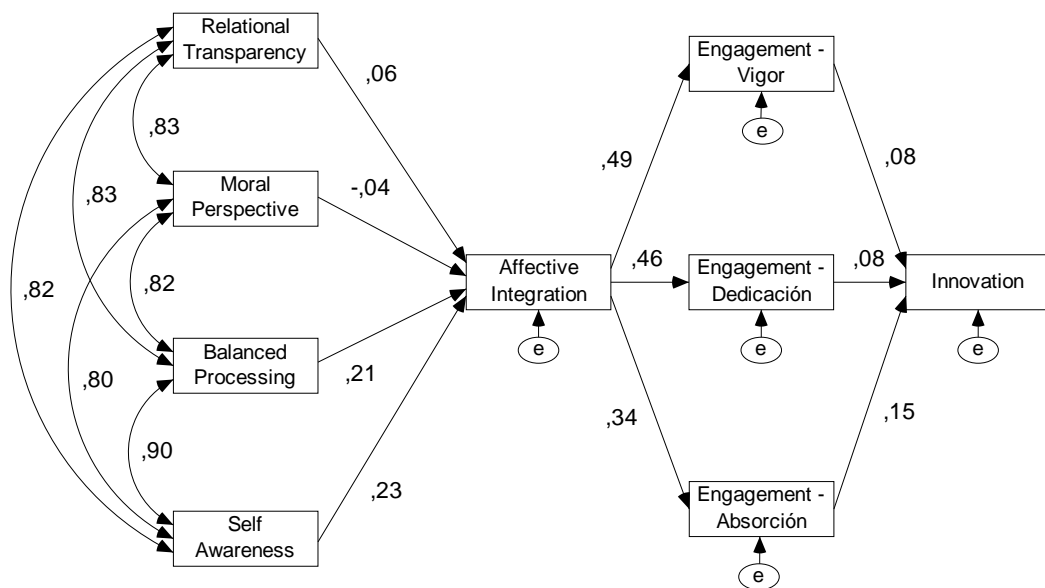 Relational
Transparency
Engagement -
Vigor
,06
e
,83
,49
,08
Moral
Perspective
-,04
,83
Affective
Integration
,46
Engagement -
Dedicación
,08
Innovation
,82
,82
e
e
e
Balanced
Processing
,80
,21
,34
,15
,90
,23
Engagement -
Absorción
Self
Awareness
e